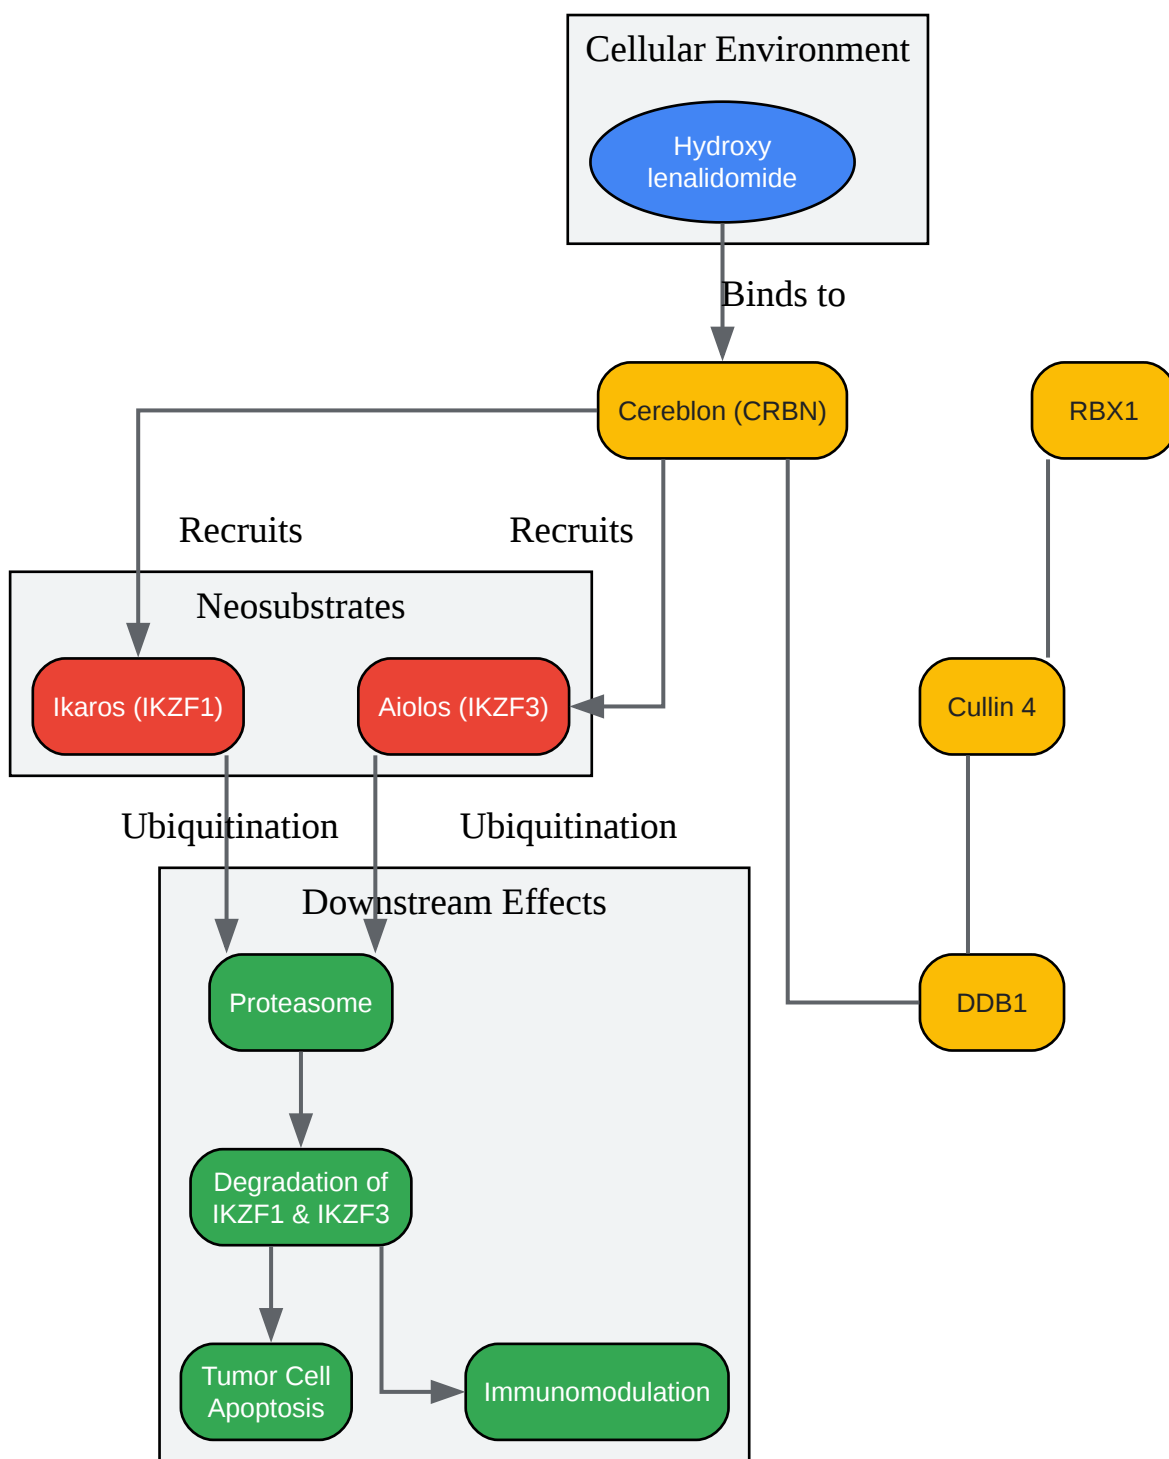 Cellular Environment
Hydroxy
lenalidomide
Binds to
Cereblon (CRBN)
RBX1
Recruits
Recruits
Neosubstrates
Ikaros (IKZF1)
Aiolos (IKZF3)
Cullin 4
Ubiquitination
Ubiquitination
Downstream Effects
Proteasome
DDB1
Degradation of
IKZF1 & IKZF3
Tumor Cell
Apoptosis
Immunomodulation